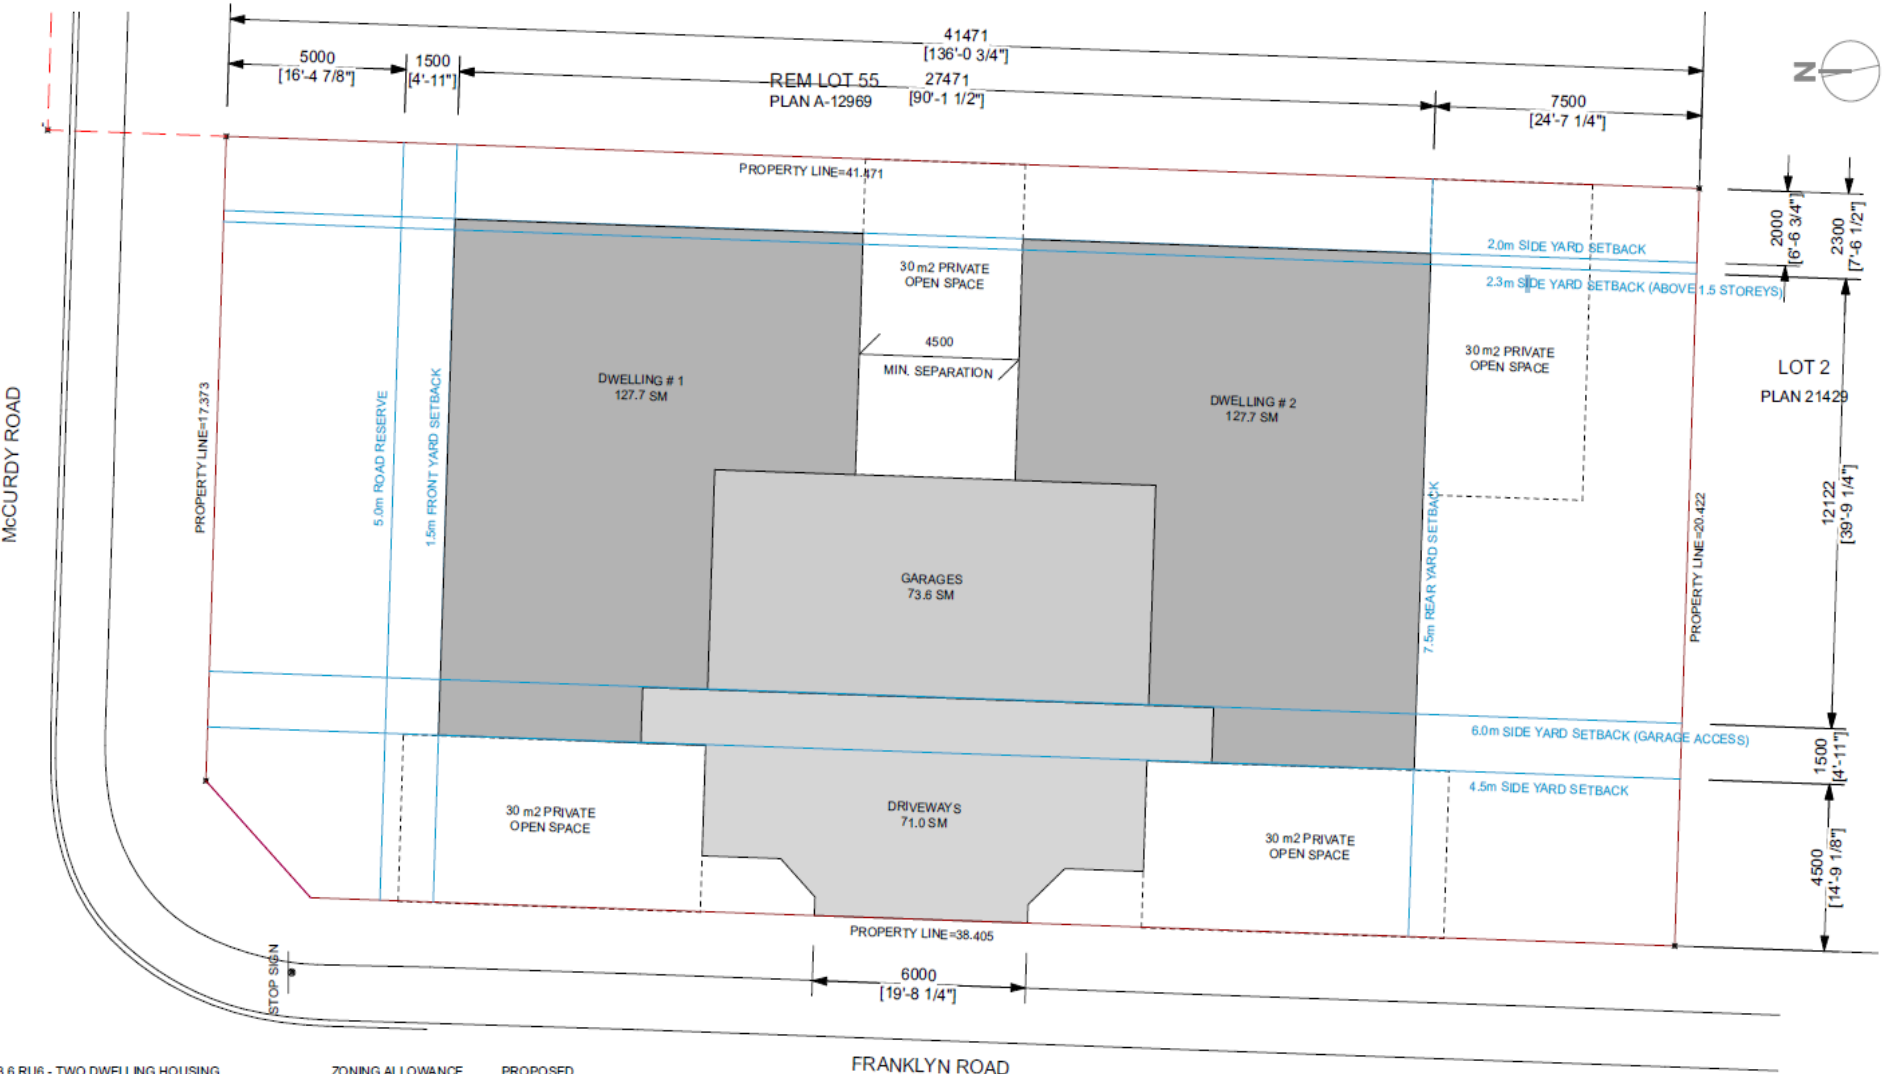 41471
[136'-0 3/4"]
5000
[16'-4 7/8"]
1500
[4'-11"]
REM LOT 55
PLAN A-12969
27471
[90'-1 1/2"]
7500
[24'-7 1/4"]
N
PROPERTY LINE=41.471
2000
[6'-6 3/4"]
2300
[7'-6 1/2"]
2.0m SIDE YARD SETBACK
2.3m SIDE YARD SETBACK (ABOVE 1.5 STOREYS)
30 m2 PRIVATE
OPEN SPACE
4500
MIN. SEPARATION
30 m2 PRIVATE
OPEN SPACE
LOT 2
PLAN 21429
DWELLING # 1
127.7 SM
DWELLING # 2
127.7 SM
McCURDY ROAD
PROPERTY LINE=17.373
5.0m ROAD RESERVE
1.5m FRONT YARD SETBACK
7.5m REAR YARD SETBACK
PROPERTY LINE=20.422
12122
[39'-9 1/4"]
GARAGES
73.6 SM
6.0m SIDE YARD SETBACK (GARAGE ACCESS)
1500
[4'-11"]
4.5m SIDE YARD SETBACK
30 m2 PRIVATE
OPEN SPACE
DRIVEWAYS
71.0 SM
30 m2 PRIVATE
OPEN SPACE
4500
[14'-9 1/8"]
PROPERTY LINE=38.405
STOP SIGN
6000
[19'-8 1/4"]
FRANKLYN ROAD
RU6 - TWO DWELLING HOUSING
ZONING ALLOWANCE
PROPOSED